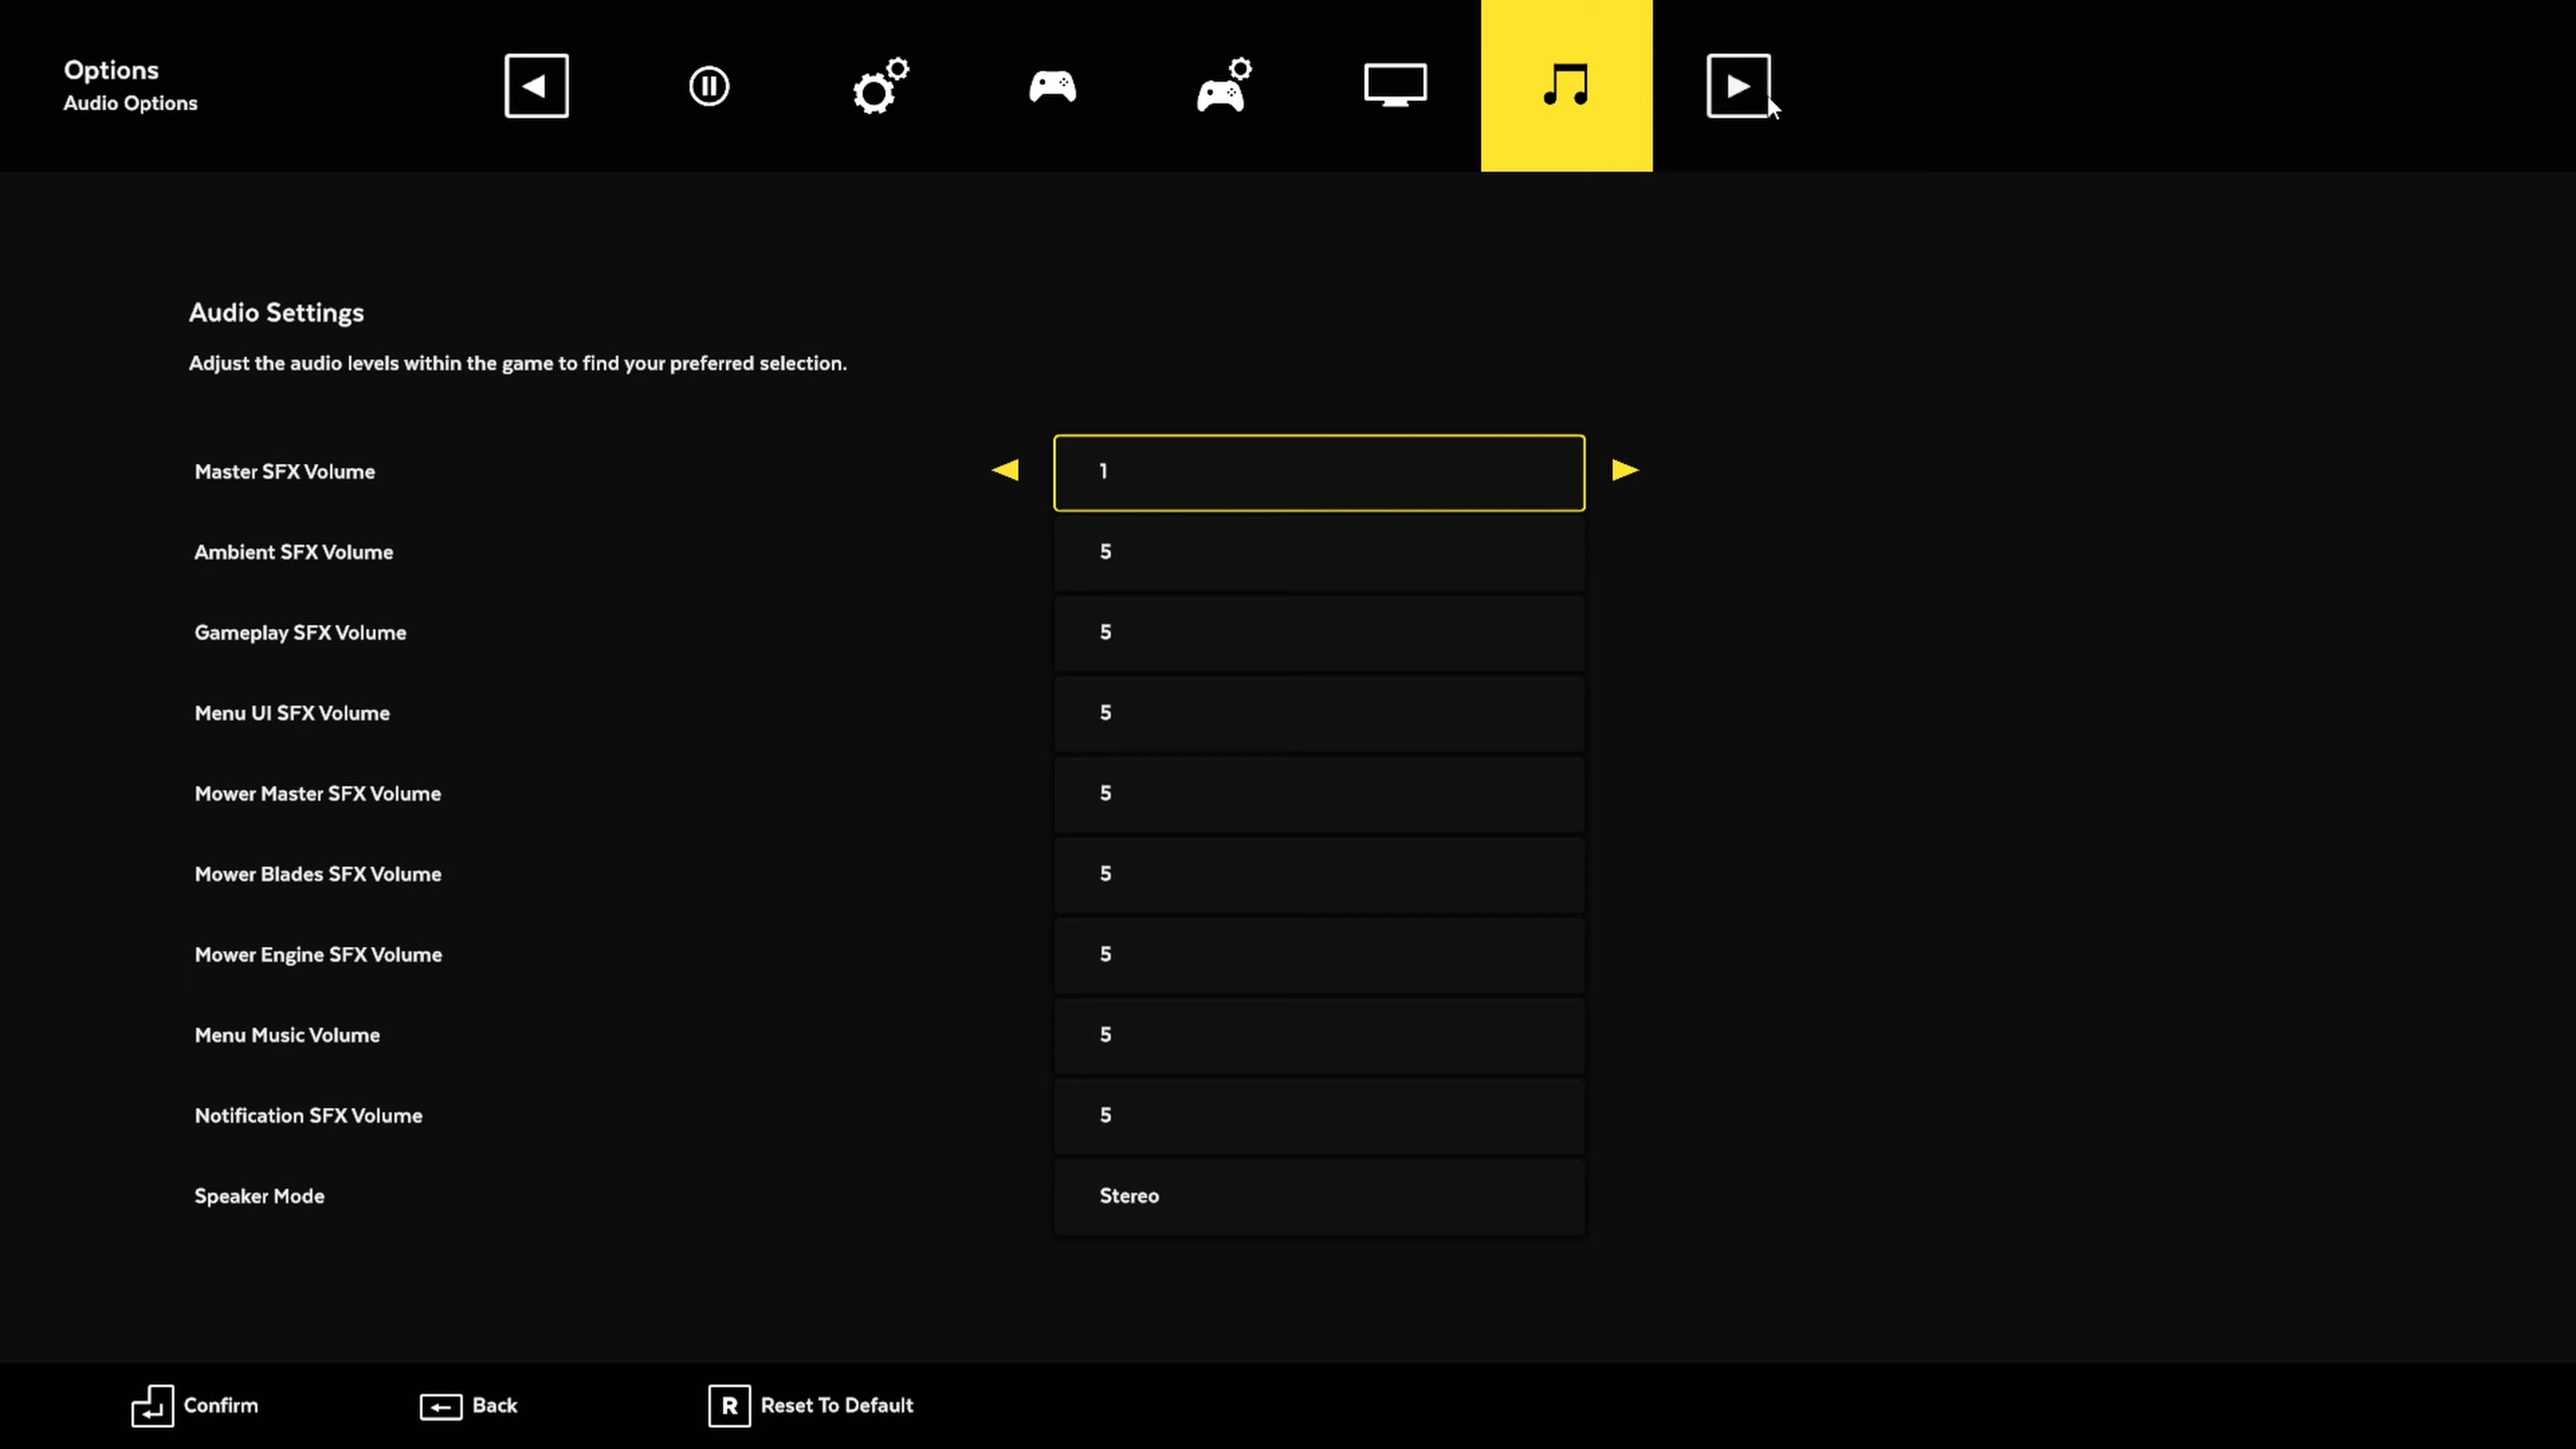 Options
Audio Options
Audio Settings
Adjust the audio levels within the game to find your preferred selection.
Master SFX Volume 1
Ambient SFX Volume 5
Gameplay SFX Volume 5
Menu UI SFX Volume 5
Mower Master SFX Volume 5
Mower Blades SFX Volume 5
Mower Engine SFX Volume 5
Menu Music Volume 5
Notification SFX Volume 5
Speaker Mode Stereo
Confirm Back R Reset To Default